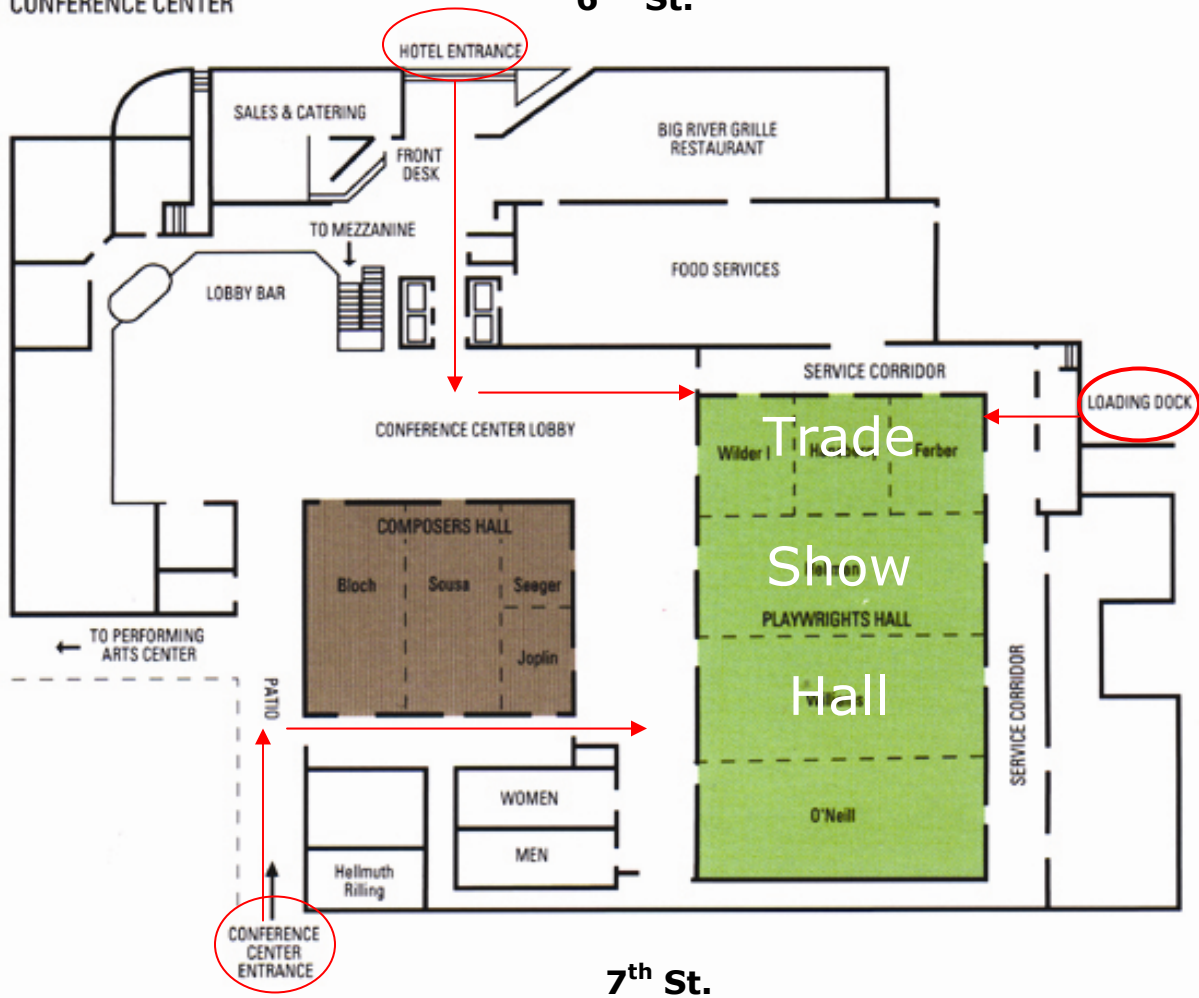 CONFERENCE CENTER
6 St.
HOTEL ENTRANCE
SALES & CATERING
FRONT
DESK
BIG RIVER GRILLE
RESTAURANT
TO MEZZANINE
LOBBY BAR
FOOD SERVICES
SERVICE CORRIDOR
LOADING DOCK
CONFERENCE CENTER LOBBY
Trade
Wilder I
Ferber
COMPOSERS HALL
Bloch
Sousa
Seeger
Joplin
Show
PLAYWRIGHTS HALL
Hall
TO PERFORMING
ARTS CENTER
PATIO
SERVICE CORRIDOR
WOMEN
MEN
O'Neill
Hellmuth
Rilling
CONFERENCE
CENTER
ENTRANCE
7th St.